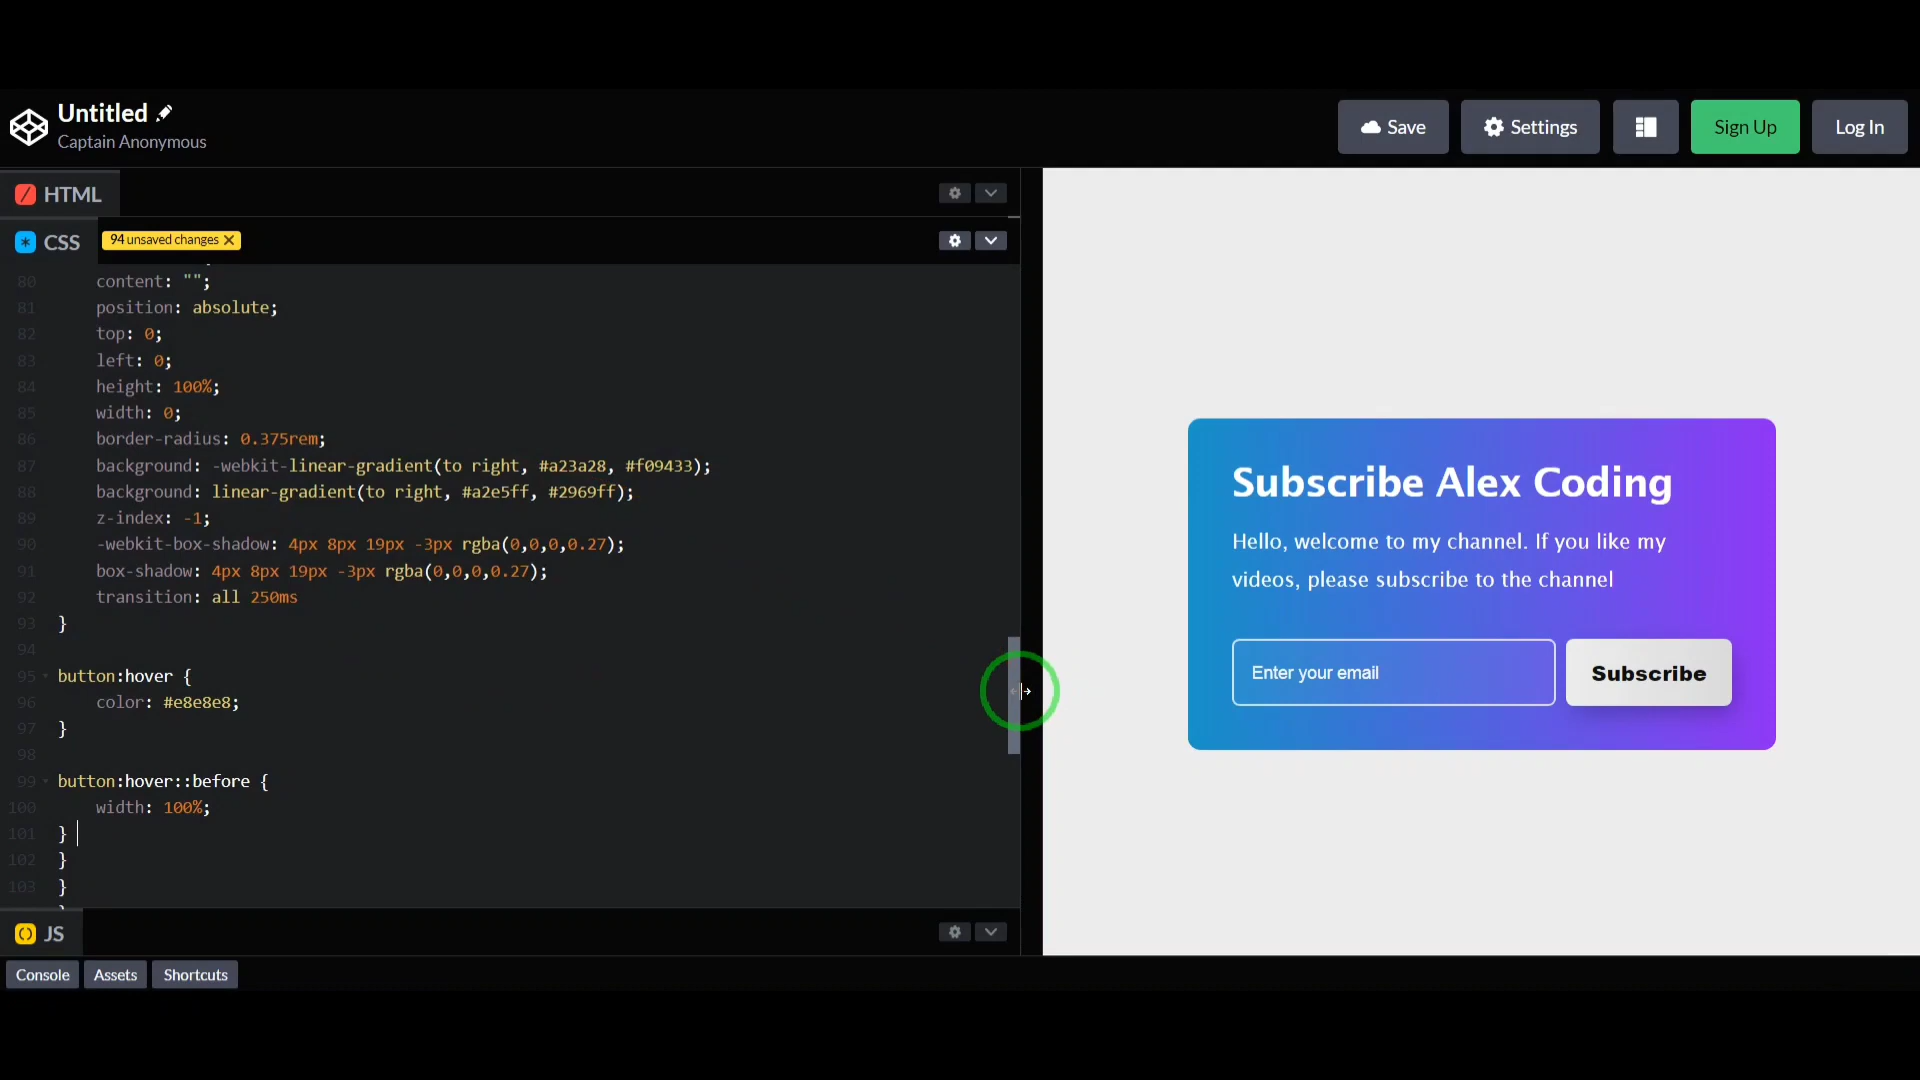 Untitled
Captain Anonymous
Save
Settings
Sign Up
Log In
HTML
CSS
94 unsaved changes
80 content: "";
81 position: absolute;
82 top: 0;
83 left: 0;
84 height: 100%;
85 width: 0;
86 border-radius: 0.375rem;
87 background: -webkit-linear-gradient(to right, #a23a28, #f09433);
88 background: linear-gradient(to right, #a2e5ff, #2969ff);
89 z-index: -1;
90 -webkit-box-shadow: 4px 8px 19px -3px rgba(0,0,0,0.27);
91 box-shadow: 4px 8px 19px -3px rgba(0,0,0,0.27);
92 transition: all 250ms
93 }
94
95 button:hover {
96 color: #e8e8e8;
97 }
98
99 button:hover::before {
100 width: 100%;
101 }
102 }
103 }
JS
Console
Assets
Shortcuts
Subscribe Alex Coding
Hello, welcome to my channel. If you like my
videos, please subscribe to the channel
Enter your email
Subscribe